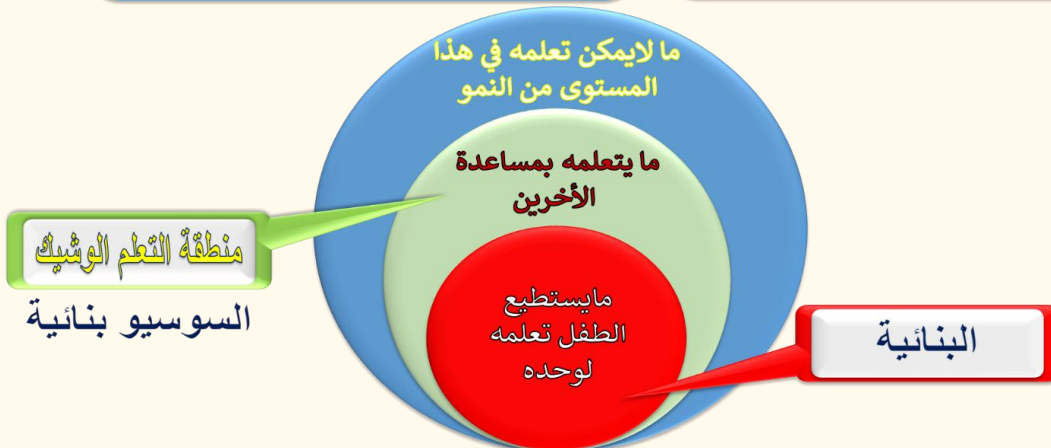 ما لايمكن تعلمه في هذا
المستوى من النمو
ما يتعلمه بمساعدة
الأخرين
منطقة التعلم الوشيك
السوسيو بنائية
مايستطيع
الطفل تعلمه
لوحده
البنائية